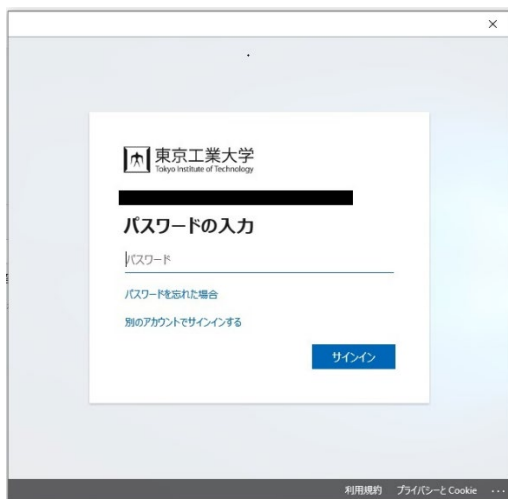 東京工業大学
Tokyo Institute of Technology
パスワードの入力
パスワード
パスワードを忘れた場合
別のアカウントでサインインする
サインイン
利用規約 プライバシーと Cookie ...